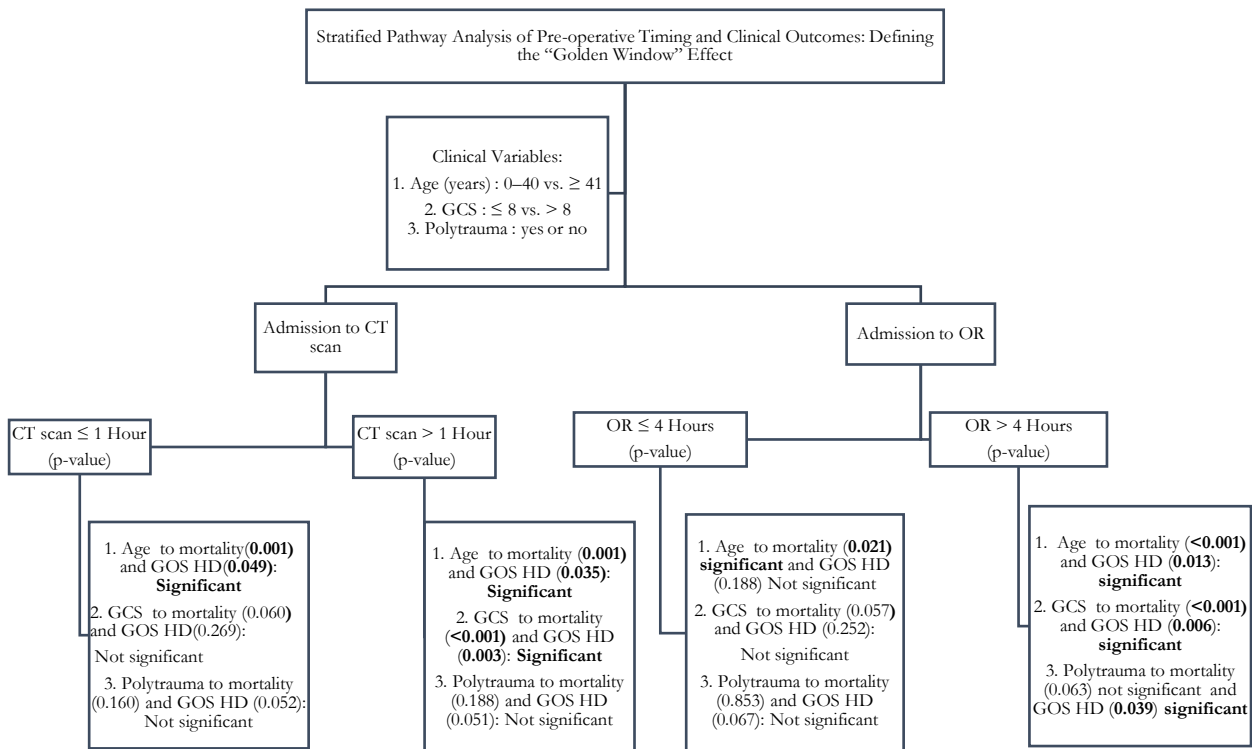 Stratified Pathway Analysis of Pre-operative Timing and Clinical Outcomes: Defining
the “Golden Window” Effect
Clinical Variables:
1. Age (years) : 0–40 vs. ≥ 41
2. GCS : ≤ 8 vs. > 8
3. Polytrauma : yes or no
Admission to CT
scan
Admission to OR
CT scan ≤ 1 Hour
(p-value)
CT scan > 1 Hour
(p-value)
OR ≤ 4 Hours
(p-value)
OR > 4 Hours
(p-value)
1. Age to mortality(0.001)
and GOS HD(0.049):
Significant
2. GCS to mortality (0.060)
and GOS HD(0.269):
Not significant
3. Polytrauma to mortality
(0.160) and GOS HD (0.052):
Not significant
1. Age to mortality (0.001)
and GOS HD (0.035):
Significant
2. GCS to mortality
(<0.001) and GOS HD
(0.003): Significant
3. Polytrauma to mortality
(0.188) and GOS HD
(0.051): Not significant
1. Age to mortality (0.021)
significant and GOS HD
(0.188) Not significant
2. GCS to mortality (0.057)
and GOS HD (0.252):
Not significant
3. Polytrauma to mortality
(0.853) and GOS HD
(0.067): Not significant
1. Age to mortality (<0.001)
and GOS HD (0.013):
significant
2. GCS to mortality (<0.001)
and GOS HD (0.006):
significant
3. Polytrauma to mortality
(0.063) not significant and
GOS HD (0.039) significant